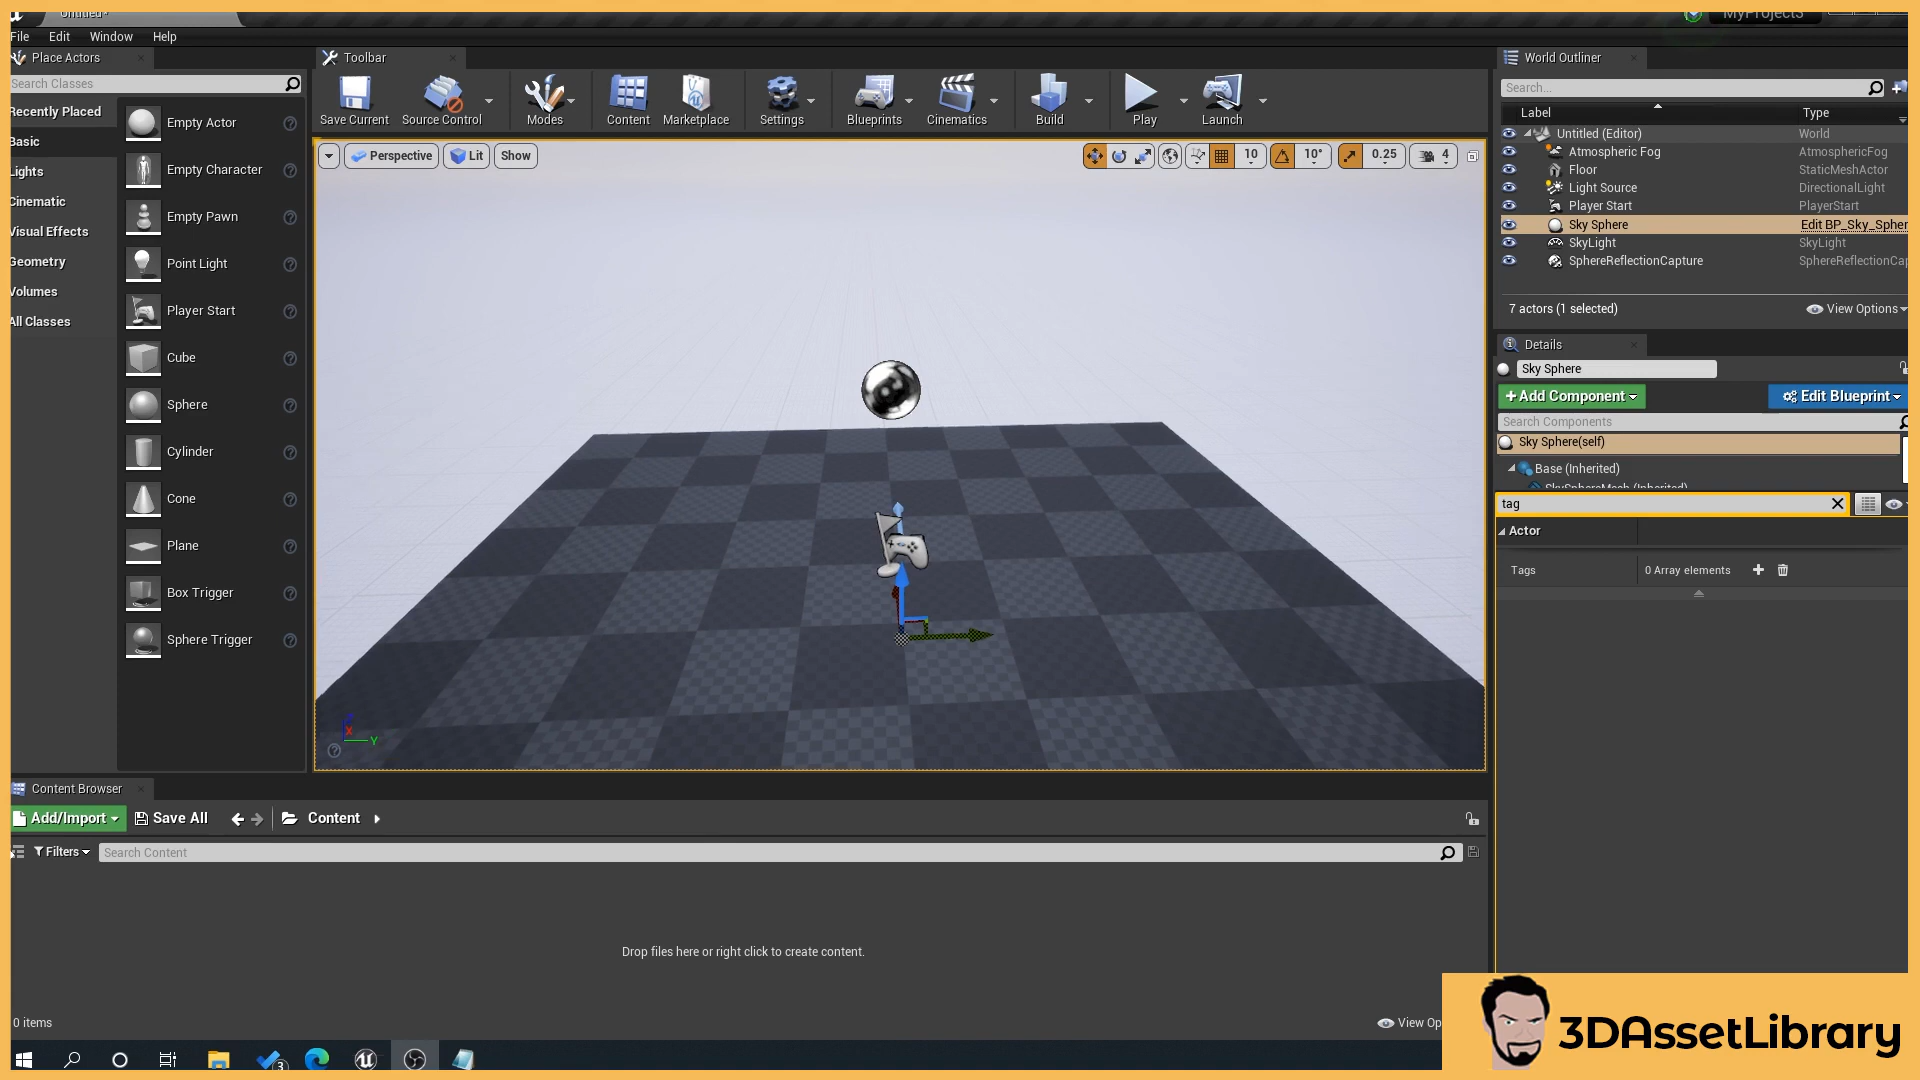 Untitled*
MyProject3
File Edit Window Help
Place Actors
Search Classes
Recently Placed
Basic
Lights
Cinematic
Visual Effects
Geometry
Volumes
All Classes
Empty Actor
Empty Character
Empty Pawn
Point Light
Player Start
Cube
Sphere
Cylinder
Cone
Plane
Box Trigger
Sphere Trigger
Toolbar
Save Current Source Control Modes Content Marketplace Settings Blueprints Cinematics Build Play Launch
Perspective Lit Show
10 10° 0.25 4
X
Y
World Outliner
Search...
Label Type
Untitled (Editor) World
Atmospheric Fog AtmosphericFog
Floor StaticMeshActor
Light Source DirectionalLight
Player Start PlayerStart
Sky Sphere Edit BP_Sky_Spher
SkyLight SkyLight
SphereReflectionCapture SphereReflectionCap
7 actors (1 selected) View Options
Details
Sky Sphere
+Add Component Edit Blueprint
Search Components
Sky Sphere(self)
Base (Inherited)
SkySphereMesh (Inherited)
tag
Actor
Tags 0 Array elements
Content Browser
Add/Import Save All Content
Filters Search Content
Drop files here or right click to create content.
0 items View Op
3
3DAssetLibrary